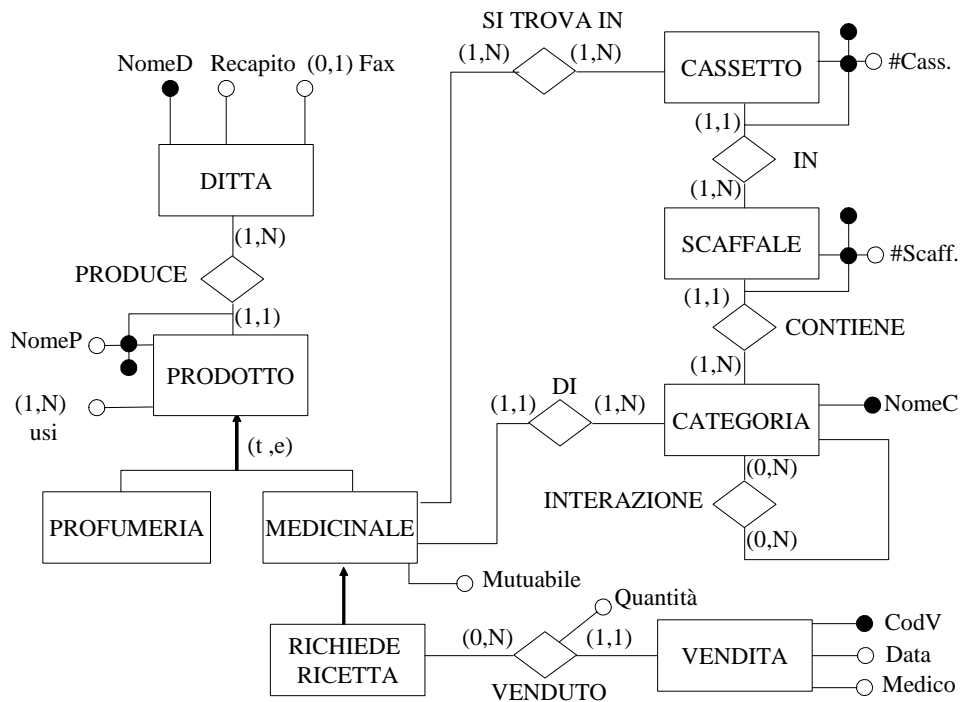 SI TROVA IN
(1,N) (1,N)
NomeD Recapito (0,1) Fax
CASSETTO
#Cass.
(1,1)
IN
DITTA
(1,N)
(1,N)
SCAFFALE
#Scaff.
PRODUCE
(1,1)
CONTIENE
(1,1)
NomeP
PRODOTTO
(1,N)
DI
(1,N)
usi
(1,1) (1,N)
CATEGORIA
NomeC
(t ,e)
(0,N)
INTERAZIONE
PROFUMERIA
MEDICINALE
(0,N)
Mutuabile
Quantità
RICHIEDE
RICETTA
(0,N) (1,1)
VENDUTO
VENDITA
CodV
Data
Medico